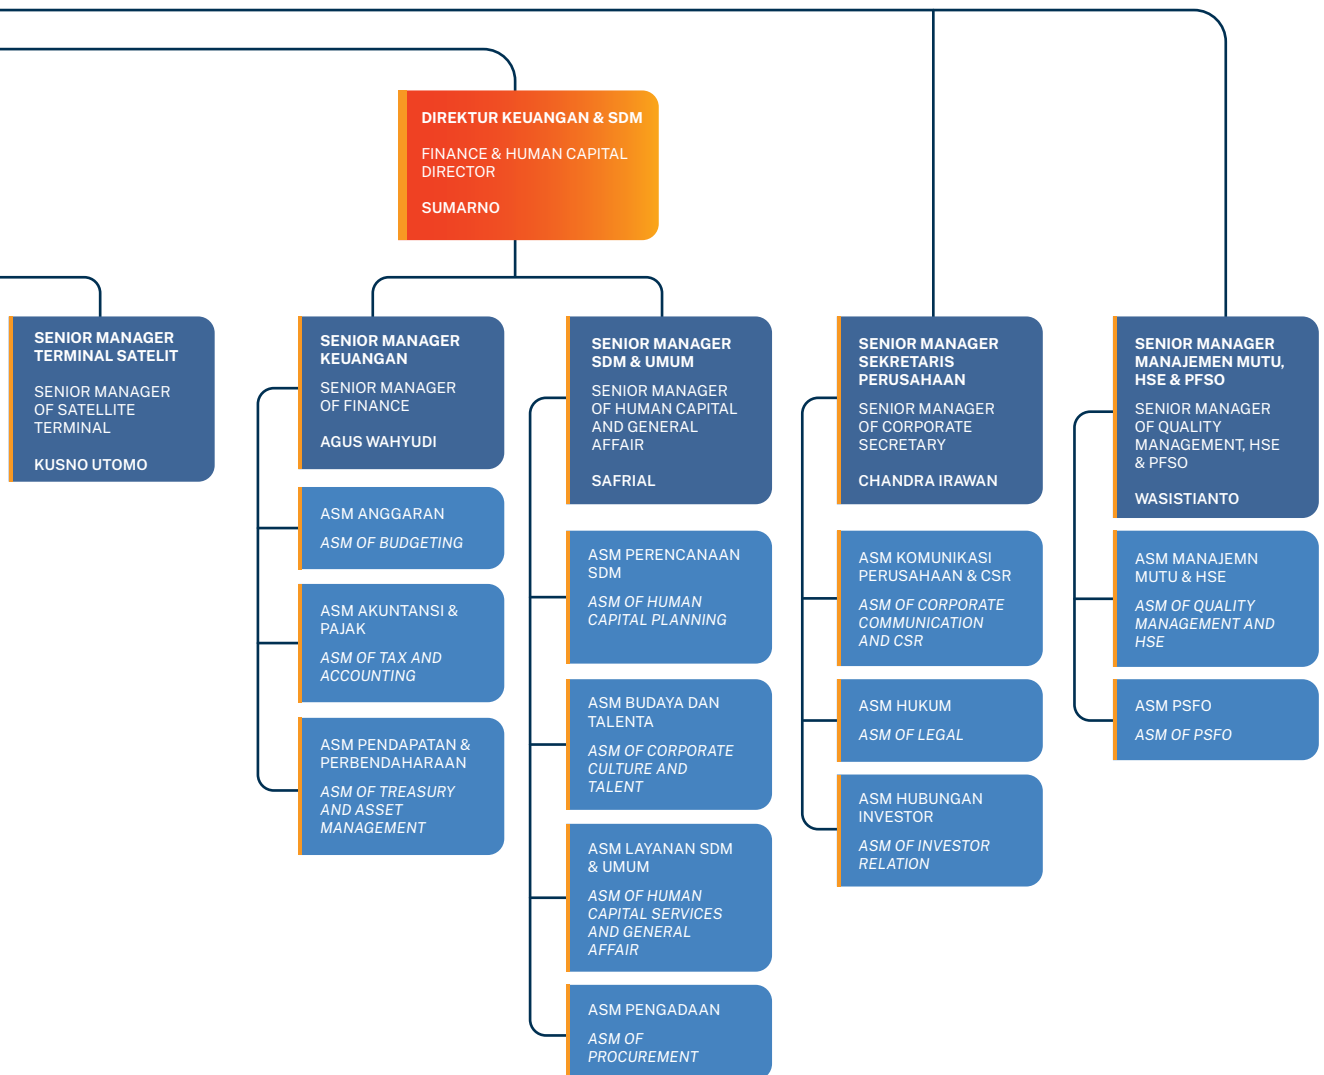 DIREKTUR KEUANGAN & SDM
FINANCE & HUMAN CAPITAL
DIRECTOR
SUMARNO
SENIOR MANAGER
TERMINAL SATELIT
SENIOR MANAGER
OF SATELLITE
TERMINAL
KUSNO UTOMO
SENIOR MANAGER
KEUANGAN
SENIOR MANAGER
OF FINANCE
AGUS WAHYUDI
ASM ANGGARAN
ASM OF BUDGETING
ASM AKUNTANSI &
PAJAK
ASM OF TAX AND
ACCOUNTING
ASM PENDAPATAN &
PERBENDAHARAAN
ASM OF TREASURY
AND ASSET
MANAGEMENT
SENIOR MANAGER
SDM & UMUM
SENIOR MANAGER
OF HUMAN CAPITAL
AND GENERAL
AFFAIR
SAFRIAL
ASM PERENCANAAN
SDM
ASM OF HUMAN
CAPITAL PLANNING
ASM BUDAYA DAN
TALENTA
ASM OF CORPORATE
CULTURE AND
TALENT
ASM LAYANAN SDM
& UMUM
ASM OF HUMAN
CAPITAL SERVICES
AND GENERAL
AFFAIR
ASM PENGADAAN
ASM OF
PROCUREMENT
SENIOR MANAGER
SEKRETARIS
PERUSAHAAN
SENIOR MANAGER
OF CORPORATE
SECRETARY
CHANDRA IRAWAN
ASM KOMUNIKASI
PERUSAHAAN & CSR
ASM OF CORPORATE
COMMUNICATION
AND CSR
ASM HUKUM
ASM OF LEGAL
ASM HUBUNGAN
INVESTOR
ASM OF INVESTOR
RELATION
SENIOR MANAGER
MANAJEMEN MUTU,
HSE & PFSO
SENIOR MANAGER
OF QUALITY
MANAGEMENT, HSE
& PFSO
WASISTIANTO
ASM MANAJEMN
MUTU & HSE
ASM OF QUALITY
MANAGEMENT AND
HSE
ASM PSFO
ASM OF PSFO